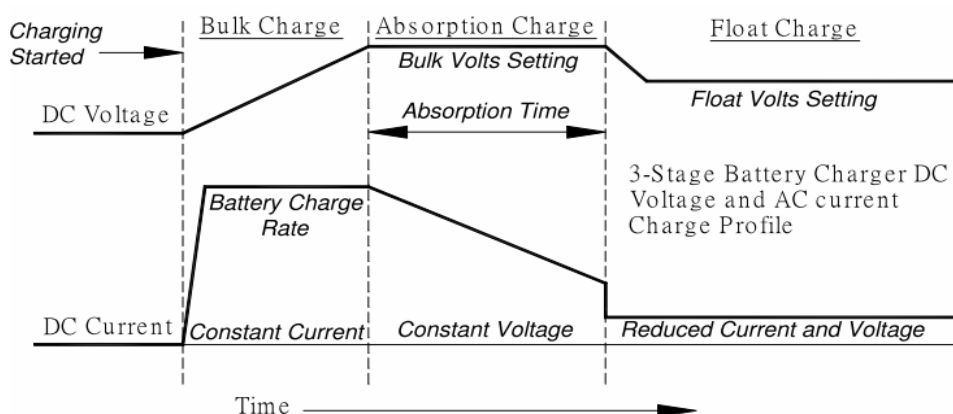 Charging
Started
Bulk Charge
Absorption Charge
Float Charge
Bulk Volts Setting
Float Volts Setting
Absorption Time
DC Voltage
3-Stage Battery Charger DC
Voltage and AC current
Charge Profile
Battery Charge
Rate
DC Current
Constant Current
Constant Voltage
Reduced Current and Voltage
Time